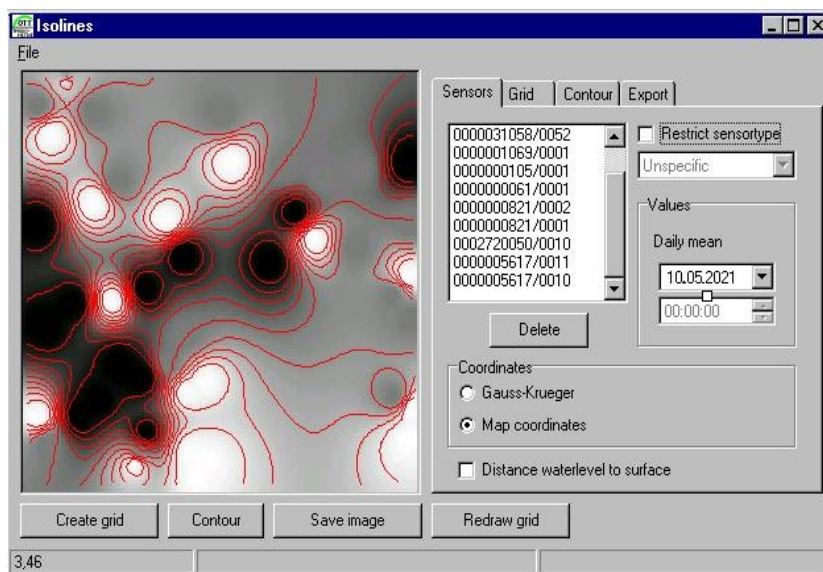 OTT
Isolines
File
Sensors
Grid
Contour
Export
0000031058/0052
0000001069/0001
0000000105/0001
0000000061/0001
0000000821/0002
0000000821/0001
0002720050/0010
0000005617/0011
0000005617/0010
Delete
Restrict sensortype
Unspecific
Values
Daily mean
10.05.2021
00:00:00
Coordinates
Gauss-Krueger
Map coordinates
Distance waterlevel to surface
Create grid
Contour
Save image
Redraw grid
3,46